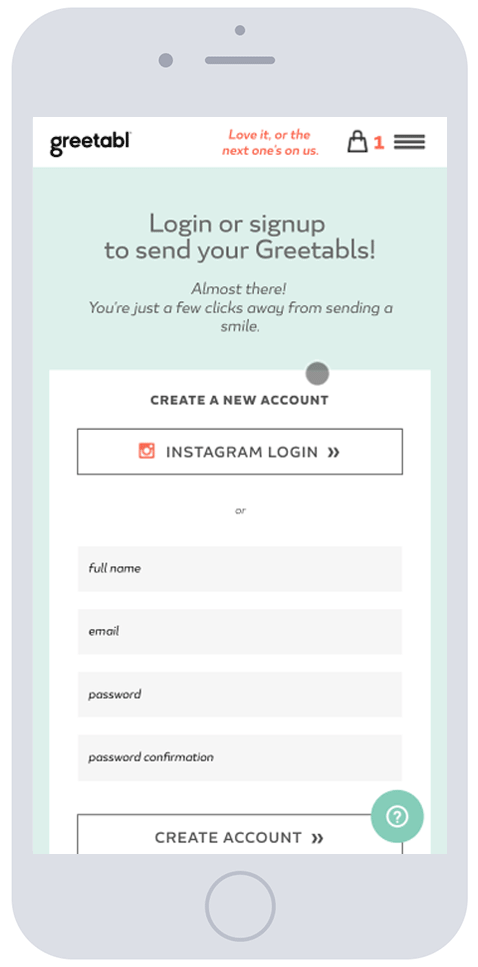 greetabl
Love it, or the
next one's on us.
1
Login or signup
to send your Greetabls!
Almost there!
You're just a few clicks away from sending a
smile.
CREATE A NEW ACCOUNT
INSTAGRAM LOGIN »
or
full name
email
password
password confirmation
CREATE ACCOUNT »
?